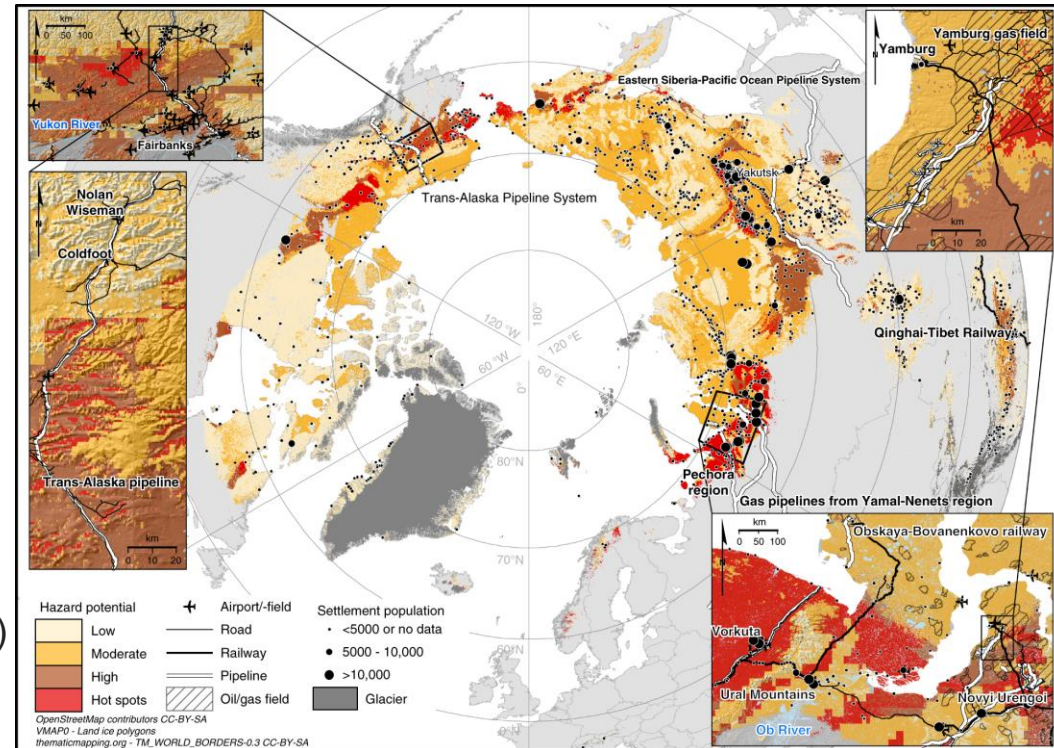 km
0 50 100
N
Yukon River
Fairbanks
Nolan
Wiseman
Coldfoot
N
Trans-Alaska pipeline
km
0 10 20
Eastern Siberia-Pacific Ocean Pipeline System
Trans-Alaska Pipeline System
Yakutsk
Qinghai-Tibet Railway
Pechora
region
Gas pipelines from Yamal-Nenets region
180°
120 °W
120 °E
60 °W
60 °E
0°
80°N
70°N
60°N
Yamburg gas field
Yamburg
N
km
0 10 20
km
0 50 100
Obskaya-Bovanenkovo railway
N
Vorkuta
Ural Mountains
Novyi Urengoi
Ob River
Hazard potential
Low
Moderate
High
Hot spots
Airport/-field
Road
Railway
Pipeline
Oil/gas field
Settlement population
<5000 or no data
5000 - 10,000
>10,000
Glacier
OpenStreetMap contributors CC-BY-SA
VMAP0 - Land ice polygons
thematicmapping.org - TM_WORLD_BORDERS-0.3 CC-BY-SA
)